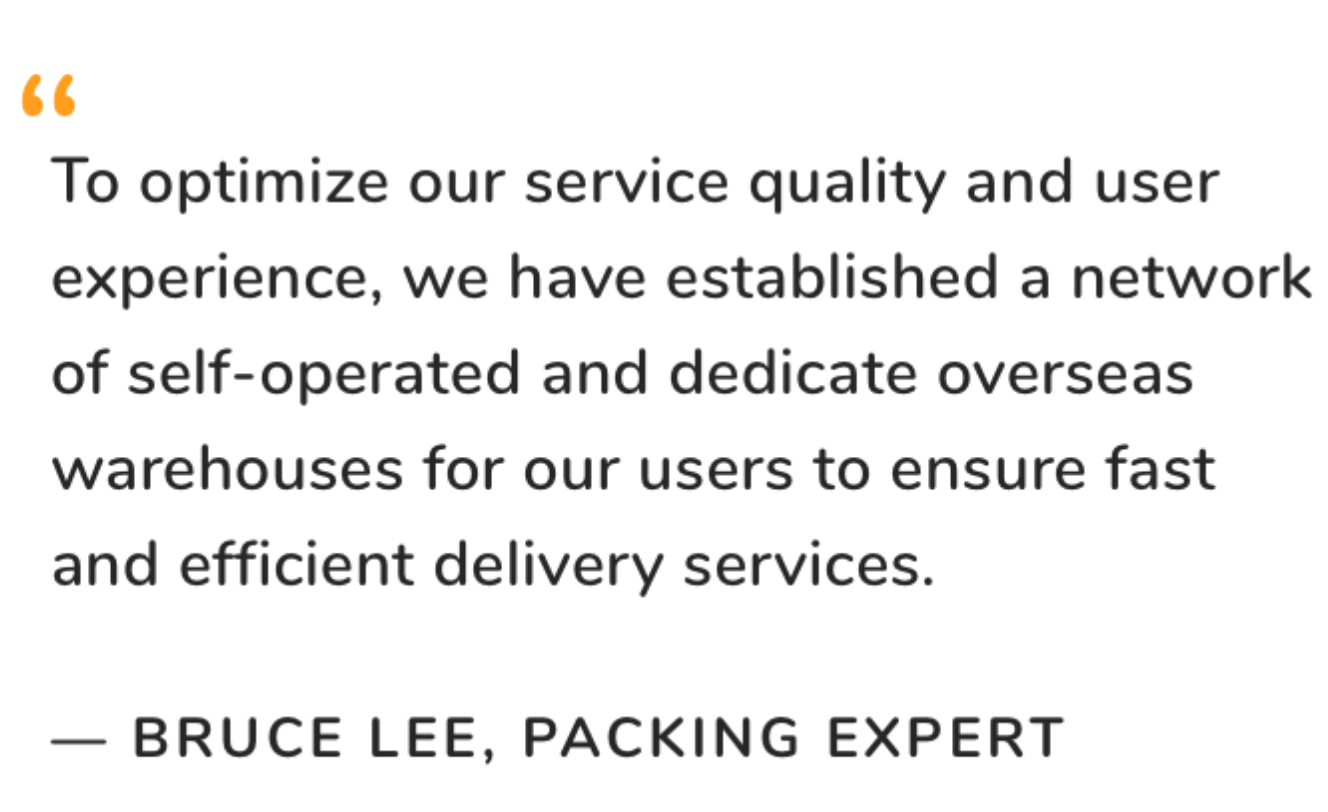 “
To optimize our service quality and user
experience, we have established a network
of self-operated and dedicate overseas
warehouses for our users to ensure fast
and efficient delivery services.
— BRUCE LEE, PACKING EXPERT